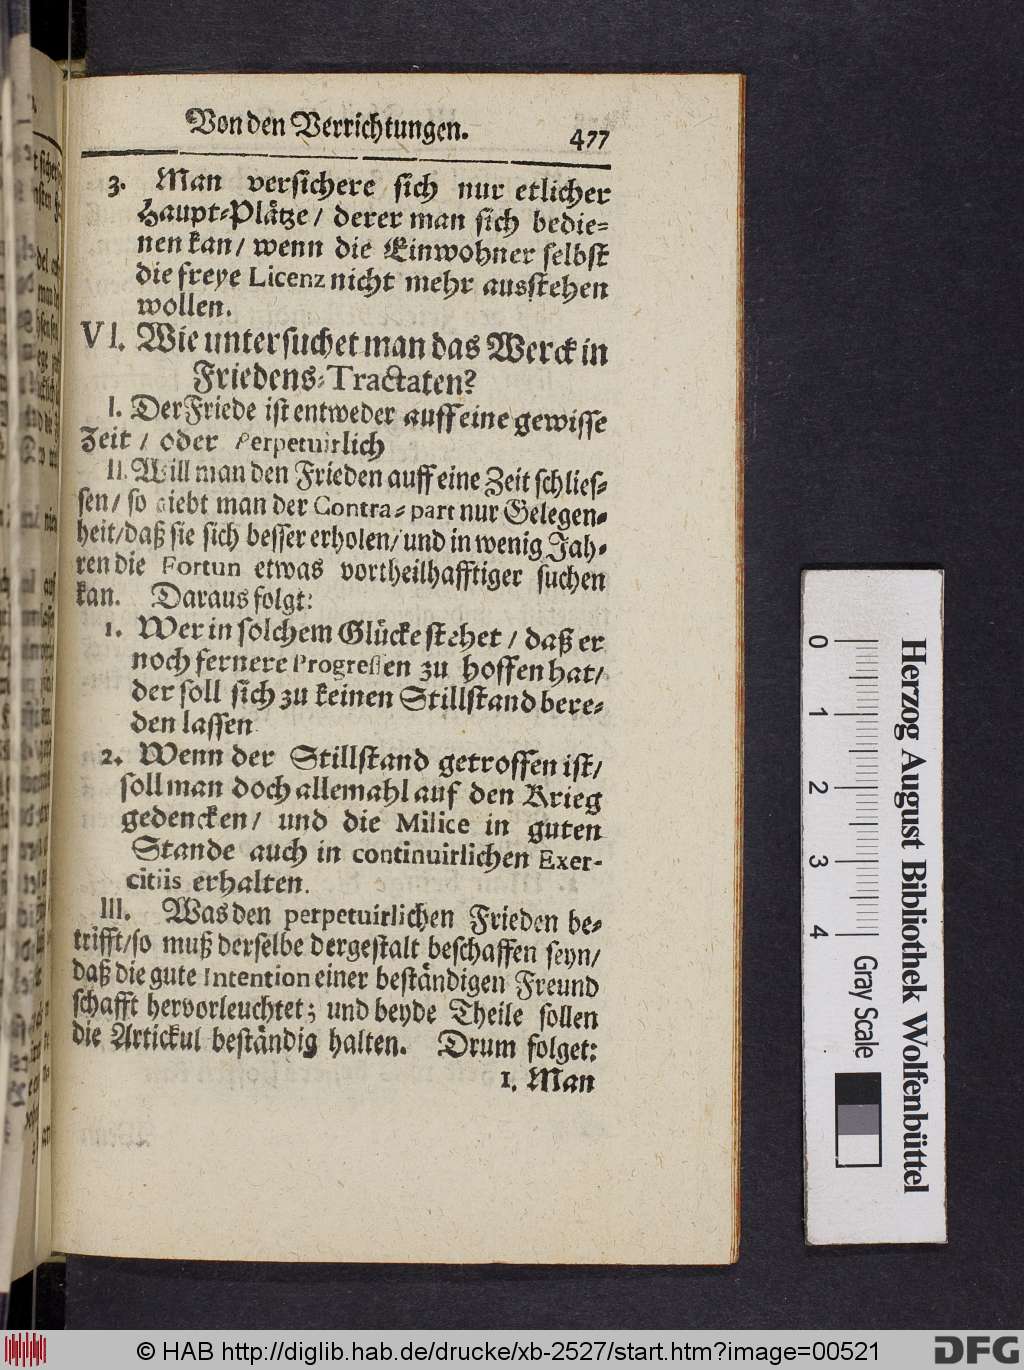 Von den Verrichtungen. 477
3. Man versichere sich nur etlicher
Haupt-Plätze/ derer man sich bedie-
nen kan/ wenn die Einwohner selbst
die freye Licenz nicht mehr ausstehen
wollen.
VI. Wie untersuchet man das Werck in
Friedens-Tractaten?
I. Der Friede ist entweder auff eine gewisse
Zeit / oder Perpetuirlich
II. Will man den Frieden auff eine Zeit schlies-
sen/ so giebt man der Contra-part nur Gelegen-
heit/daß sie sich besser erholen/ und in wenig Jah-
ren die Fortun etwas vortheilhafftiger suchen
kan. Daraus folgt:
1. Wer in solchem Glücke stehet / daß er
noch fernere Progressen zu hoffen hat/
der soll sich zu keinen Stillstand bere-
den lassen
2. Wenn der Stillstand getroffen ist/
soll man doch allemahl auf den Krieg
gedencken/ und die Milice in guten
Stande auch in continuirlichen Exer-
citiis erhalten.
III. Was den perpetuirlichen Frieden be-
trifft/so muß derselbe dergestalt beschaffen seyn/
daß die gute Intention einer beständigen Freund
schafft hervorleuchtet; und beyde Theile sollen
die Artickul beständig halten. Drum folget:
1. Man
Herzog August Bibliothek Wolfenbüttel
0 1 2 3 4 Gray Scale
© HAB http://diglib.hab.de/drucke/xb-2527/start.htm?image=00521
DFG